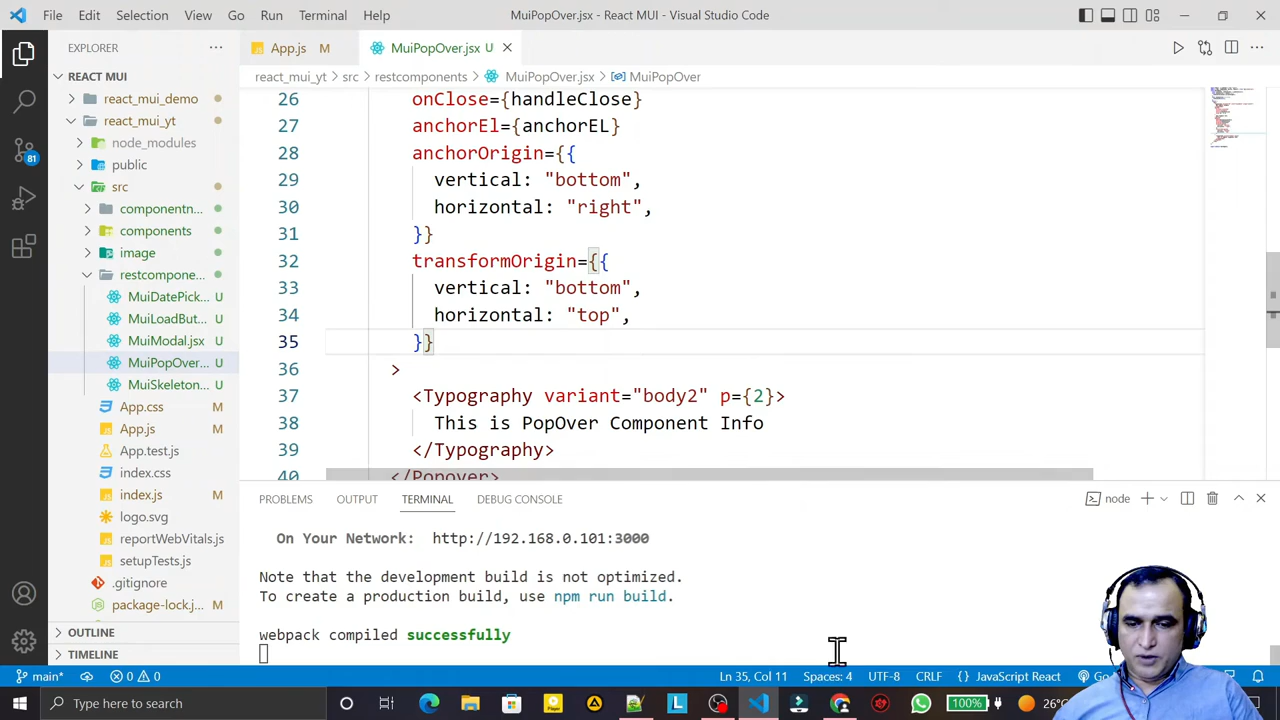 File Edit Selection View Go Run Terminal Help MuiPopOver.jsx - React MUI - Visual Studio Code
EXPLORER
App.js M MuiPopOver.jsx U
REACT MUI
react_mui_yt > src > restcomponents > MuiPopOver.jsx > MuiPopOver
react_mui_demo
react_mui_yt
node_modules
public
src
componentn...
components
image
restcompone...
MuiDatePick... U
MuiLoadBut... U
MuiModal.jsx U
MuiPopOver... U
MuiSkeleton... U
App.css M
App.js M
App.test.js
index.css
index.js M
logo.svg
reportWebVitals.js
setupTests.js
.gitignore
package-lock.j... M
OUTLINE
TIMELINE
81
26 onClose={handleClose}
27 anchorEl={anchorEL}
28 anchorOrigin={{
29 vertical: "bottom",
30 horizontal: "right",
31 }}
32 transformOrigin={{
33 vertical: "bottom",
34 horizontal: "top",
35 }}
36 >
37 <Typography variant="body2" p={2}>
38 This is PopOver Component Info
39 </Typography>
40 </Popover>
PROBLEMS OUTPUT TERMINAL DEBUG CONSOLE node
On Your Network: http://192.168.0.101:3000
Note that the development build is not optimized.
To create a production build, use npm run build.
webpack compiled successfully
main* 0 0 Ln 35, Col 11 Spaces: 4 UTF-8 CRLF {} JavaScript React Go
Type here to search 100% 26°